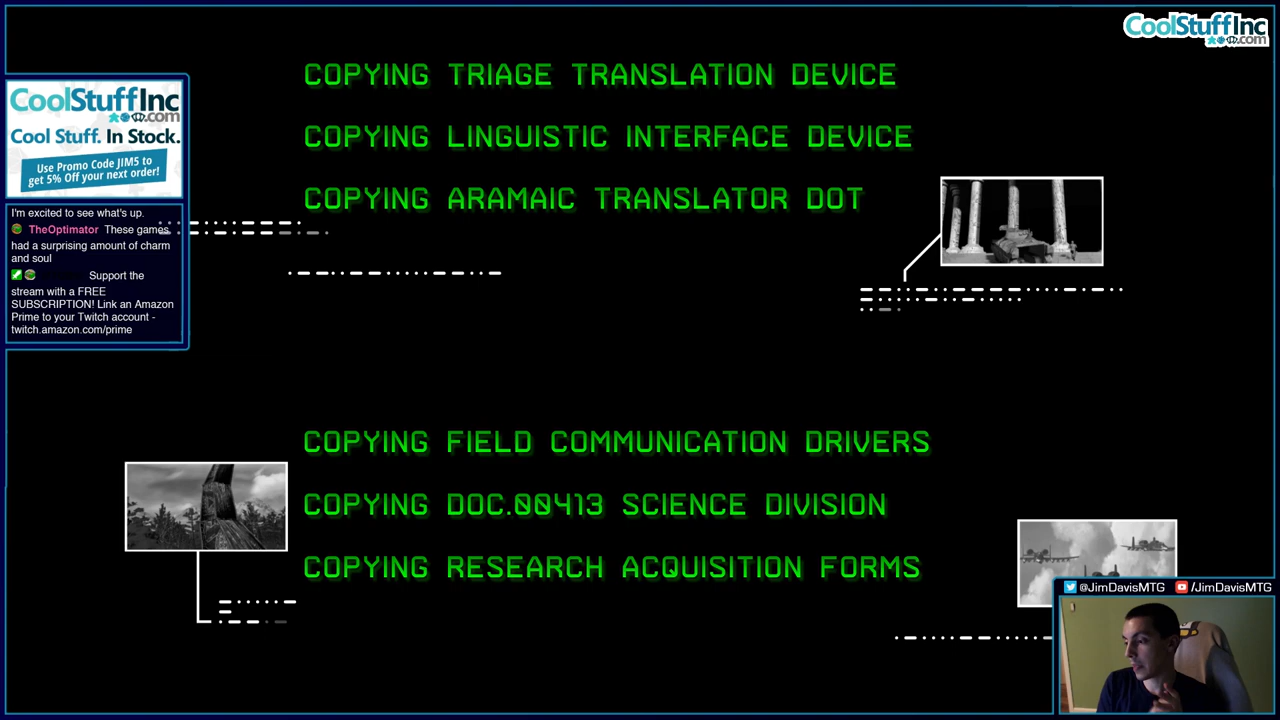 CoolStuffInc
.com
COPYING TRIAGE TRANSLATION DEVICE
COPYING LINGUISTIC INTERFACE DEVICE
COPYING ARAMAIC TRANSLATOR DOT
CoolStuffInc
.com
Cool Stuff. In Stock.
Use Promo Code JIM5 to
get 5% Off your next order!
I'm excited to see what's up.
TheOptimator These games
had a surprising amount of charm
and soul
Support the
stream with a FREE
SUBSCRIPTION! Link an Amazon
Prime to your Twitch account -
twitch.amazon.com/prime
COPYING FIELD COMMUNICATION DRIVERS
COPYING DOC.00413 SCIENCE DIVISION
COPYING RESEARCH ACQUISITION FORMS
@JimDavisMTG /JimDavisMTG